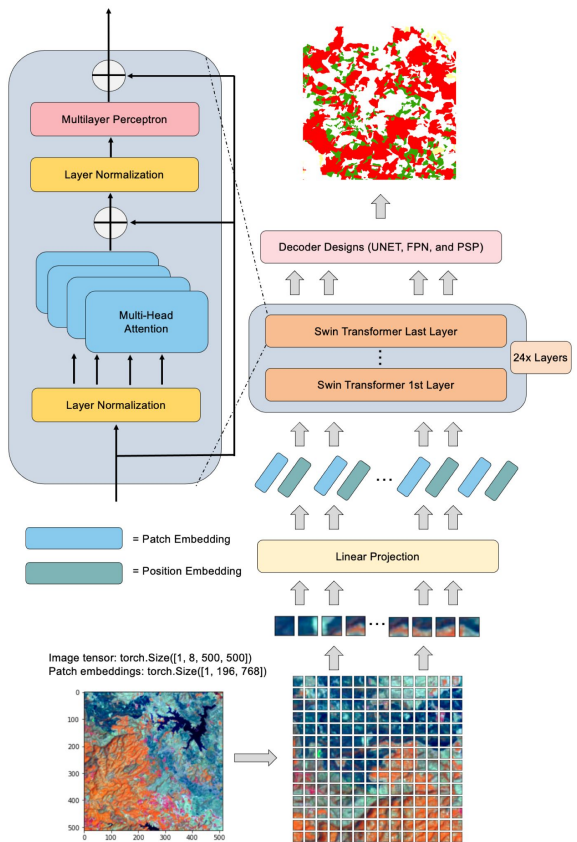 Multilayer Perceptron
Layer Normalization
Multi-Head
Attention
Layer Normalization
Decoder Designs (UNET, FPN, and PSP)
Swin Transformer Last Layer
Swin Transformer 1st Layer
24x Layers
= Patch Embedding
= Position Embedding
Linear Projection
Image tensor: torch.Size([1, 8, 500, 500])
Patch embeddings: torch.Size([1, 196, 768])
0
100
200
300
400
500
0 100 200 300 400 500